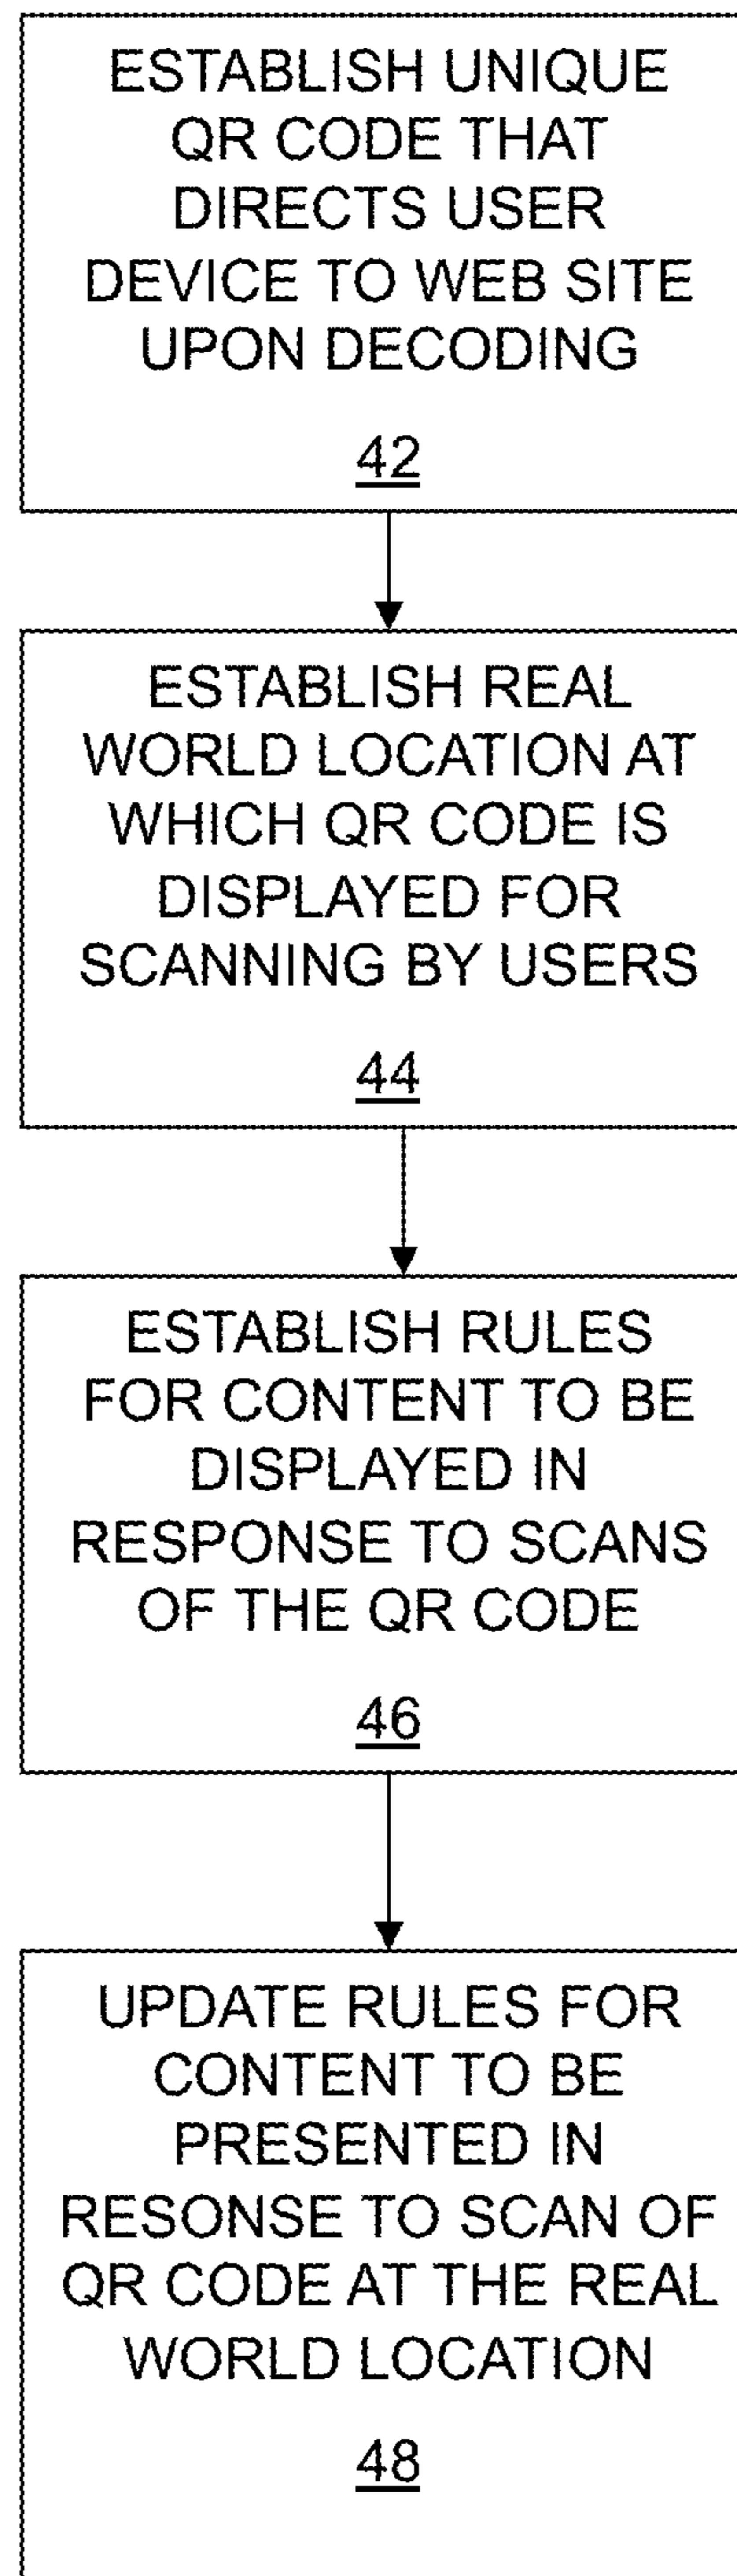 ESTABLISH UNIQUE
QR CODE THAT
DIRECTS USER
DEVICE TO WEB SITE
UPON DECODING
42
ESTABLISH REAL
WORLD LOCATION AT
WHICH QR CODE IS
DISPLAYED FOR
SCANNING BY USERS
44
ESTABLISH RULES
FOR CONTENT TO BE
DISPLAYED IN
RESPONSE TO SCANS
OF THE QR CODE
46
UPDATE RULES FOR
CONTENT TO BE
PRESENTED IN
RESONSE TO SCAN OF
QR CODE AT THE REAL
WORLD LOCATION
48